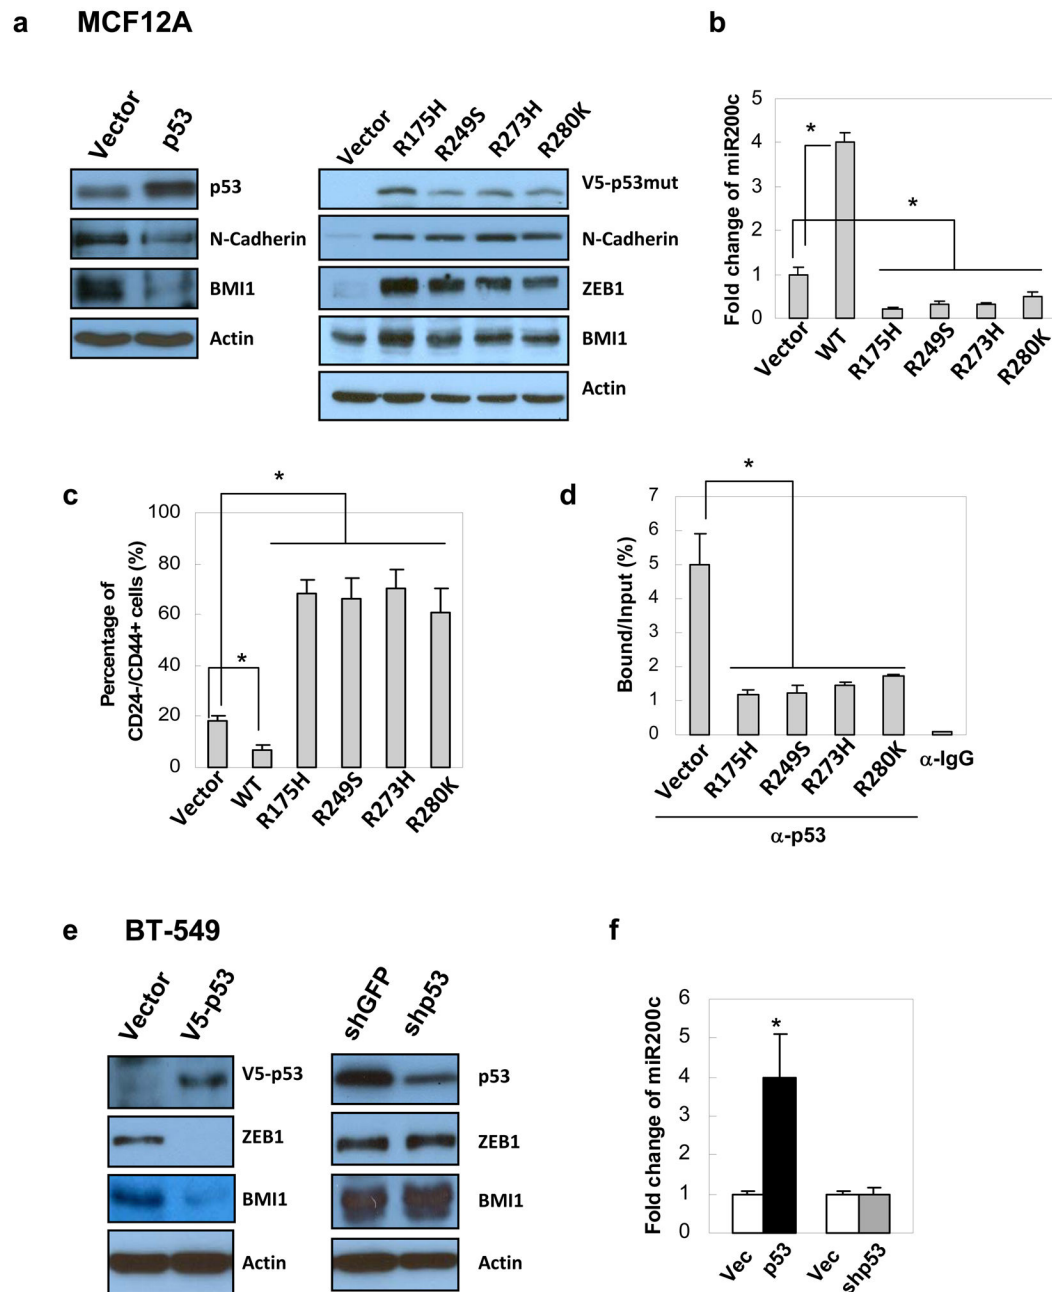 a MCF12A
Vector p53
p53
N-Cadherin
BMI1
Actin
Vector R175H R249S R273H R280K
V5-p53mut
N-Cadherin
ZEB1
BMI1
Actin
b
Fold change of miR200c
5
4
3
2
1
0
* *
Vector WT R175H R249S R273H R280K
c
Percentage of
CD24-/CD44+ cells (%)
100
80
60
40
20
0
* *
Vector WT R175H R249S R273H R280K
d
Bound/Input (%)
7
6
5
4
3
2
1
0
*
Vector R175H R249S R273H R280K α-IgG
α-p53
e BT-549
Vector V5-p53
V5-p53
ZEB1
BMI1
Actin
shGFP shp53
p53
ZEB1
BMI1
Actin
f
Fold change of miR200c
6
5
4
3
2
1
0
*
Vec p53 Vec shp53